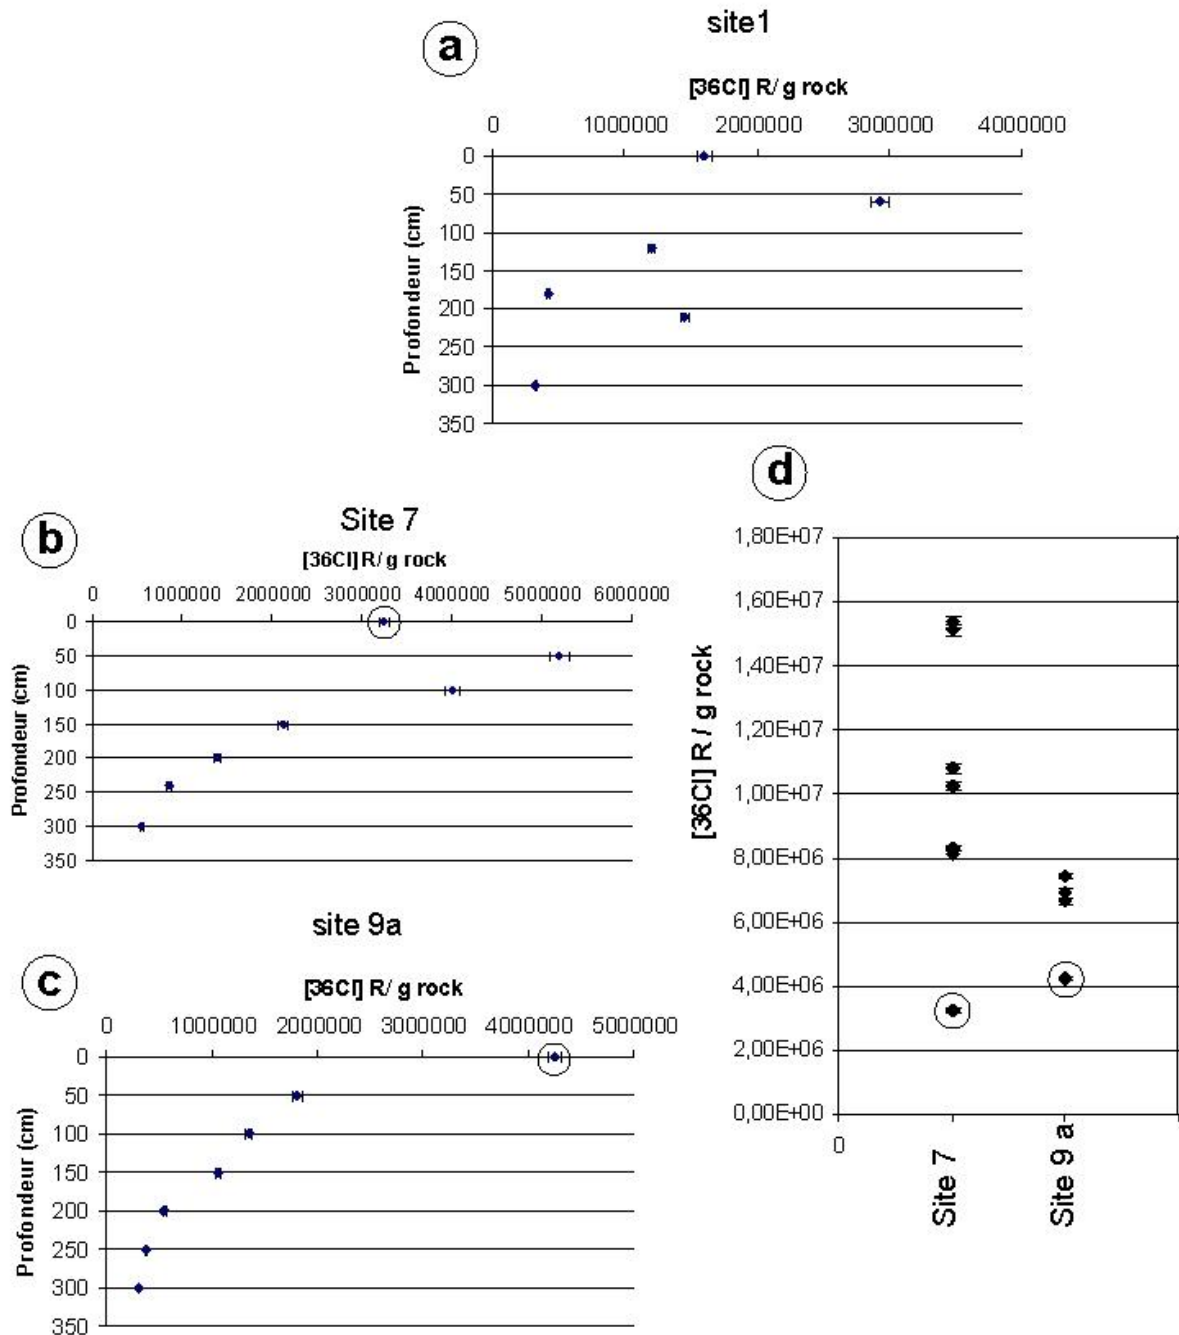 site1
a
[36Cl] R/ g rock
0 1000000 2000000 3000000 4000000
Profondeur (cm)
0
50
100
150
200
250
300
350
d
b
Site 7
[36Cl] R/ g rock
0 1000000 2000000 3000000 4000000 5000000 6000000
Profondeur (cm)
0
50
100
150
200
250
300
350
[36Cl] R / g rock
1,80E+07
1,60E+07
1,40E+07
1,20E+07
1,00E+07
8,00E+06
6,00E+06
4,00E+06
2,00E+06
0,00E+00
0
Site 7
Site 9 a
site 9a
c
[36Cl] R/ g rock
0 1000000 2000000 3000000 4000000 5000000
Profondeur (cm)
0
50
100
150
200
250
300
350